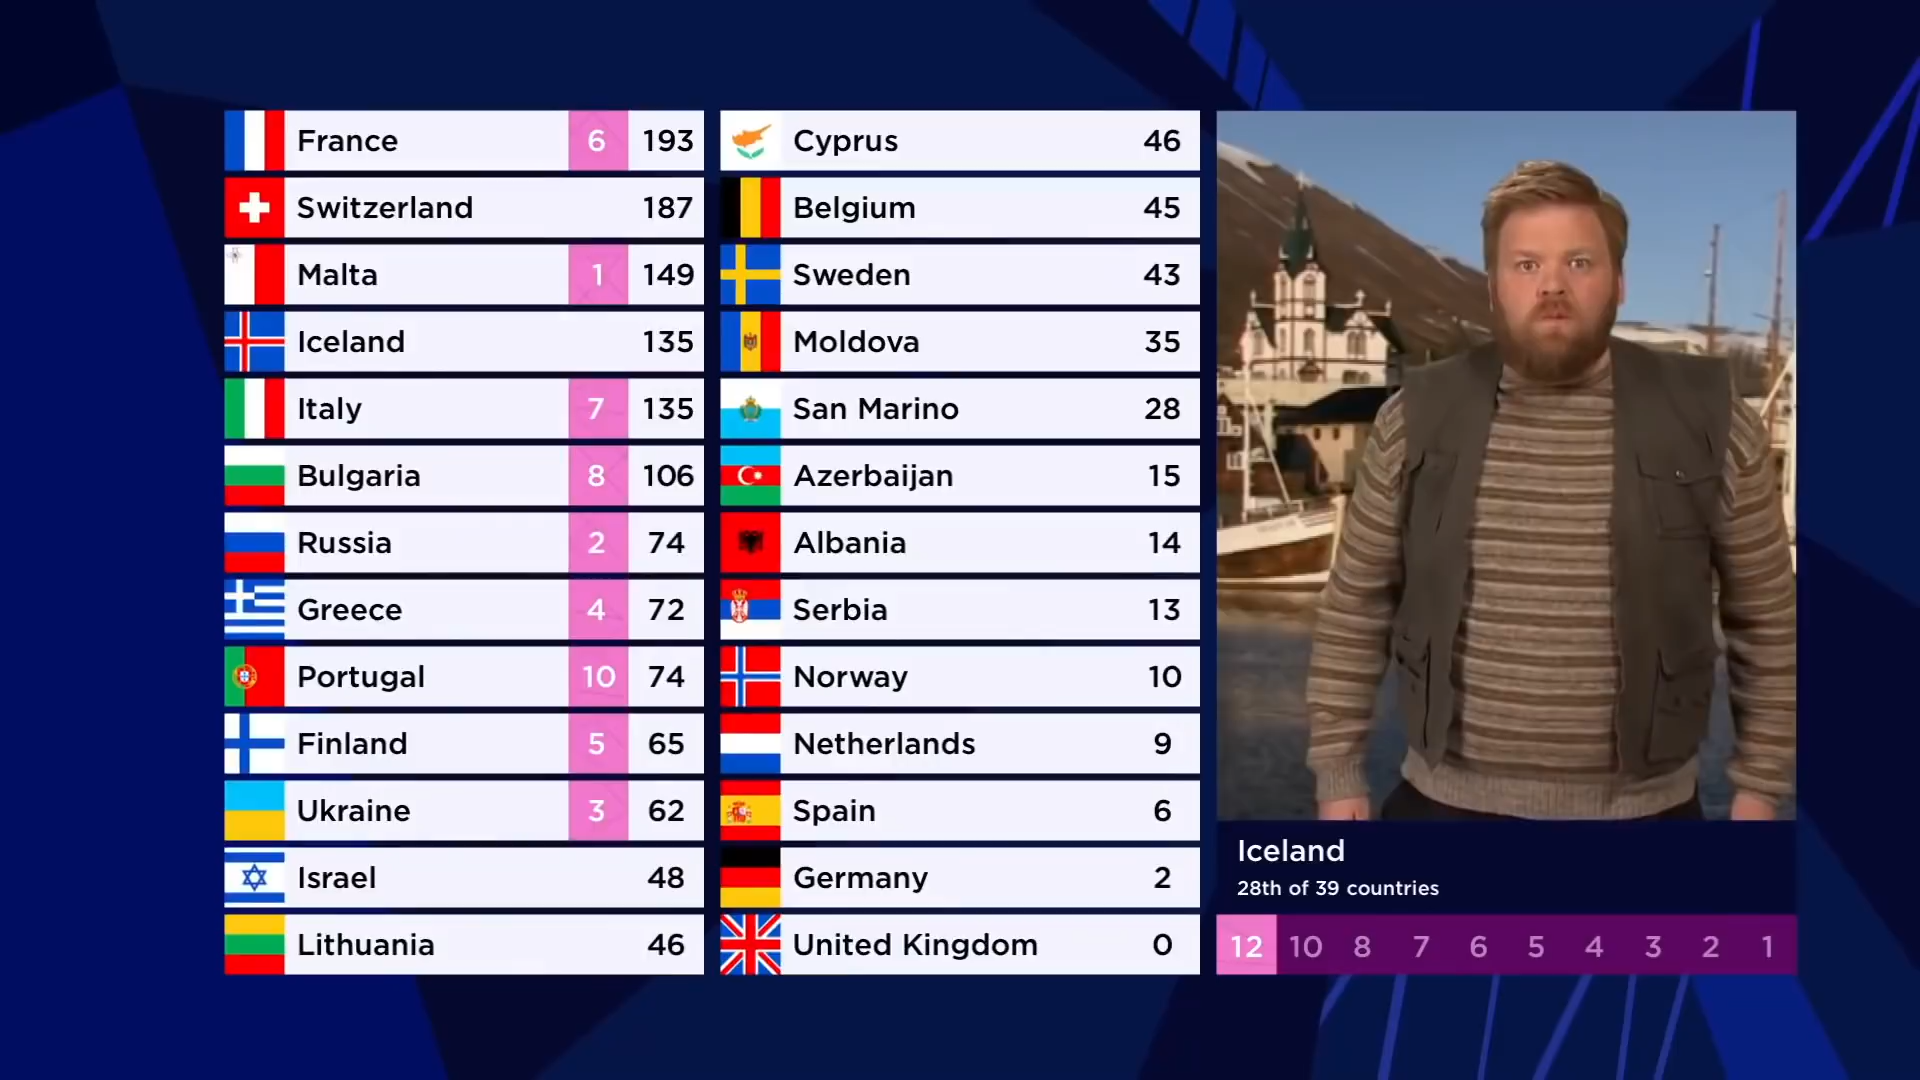 France 6 193
Switzerland 187
Malta 1 149
Iceland 135
Italy 7 135
Bulgaria 8 106
Russia 2 74
Greece 4 72
Portugal 10 74
Finland 5 65
Ukraine 3 62
Israel 48
Lithuania 46
Cyprus 46
Belgium 45
Sweden 43
Moldova 35
San Marino 28
Azerbaijan 15
Albania 14
Serbia 13
Norway 10
Netherlands 9
Spain 6
Germany 2
United Kingdom 0
Iceland
28th of 39 countries
12 10 8 7 6 5 4 3 2 1